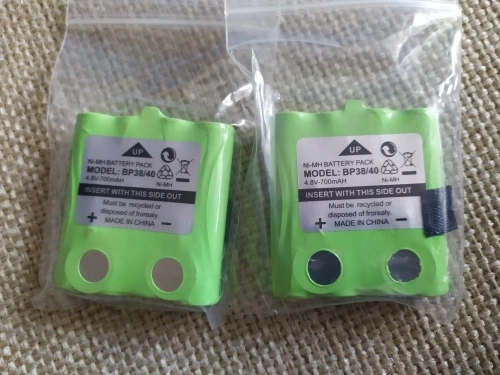 UP
Ni-MH BATTERY PACK
MODEL: BP38/40
4.8V-700mAH
Ni-MH
INSERT WITH THIS SIDE OUT
Must be recycled or
disposed of froresly.
+ MADE IN CHINA -
UP
Ni-MH BATTERY PACK
MODEL: BP38/40
4.8V-700mAH
Ni-MH
INSERT WITH THIS SIDE OUT
Must be recycled or
disposed of froresly.
+ MADE IN CHINA -